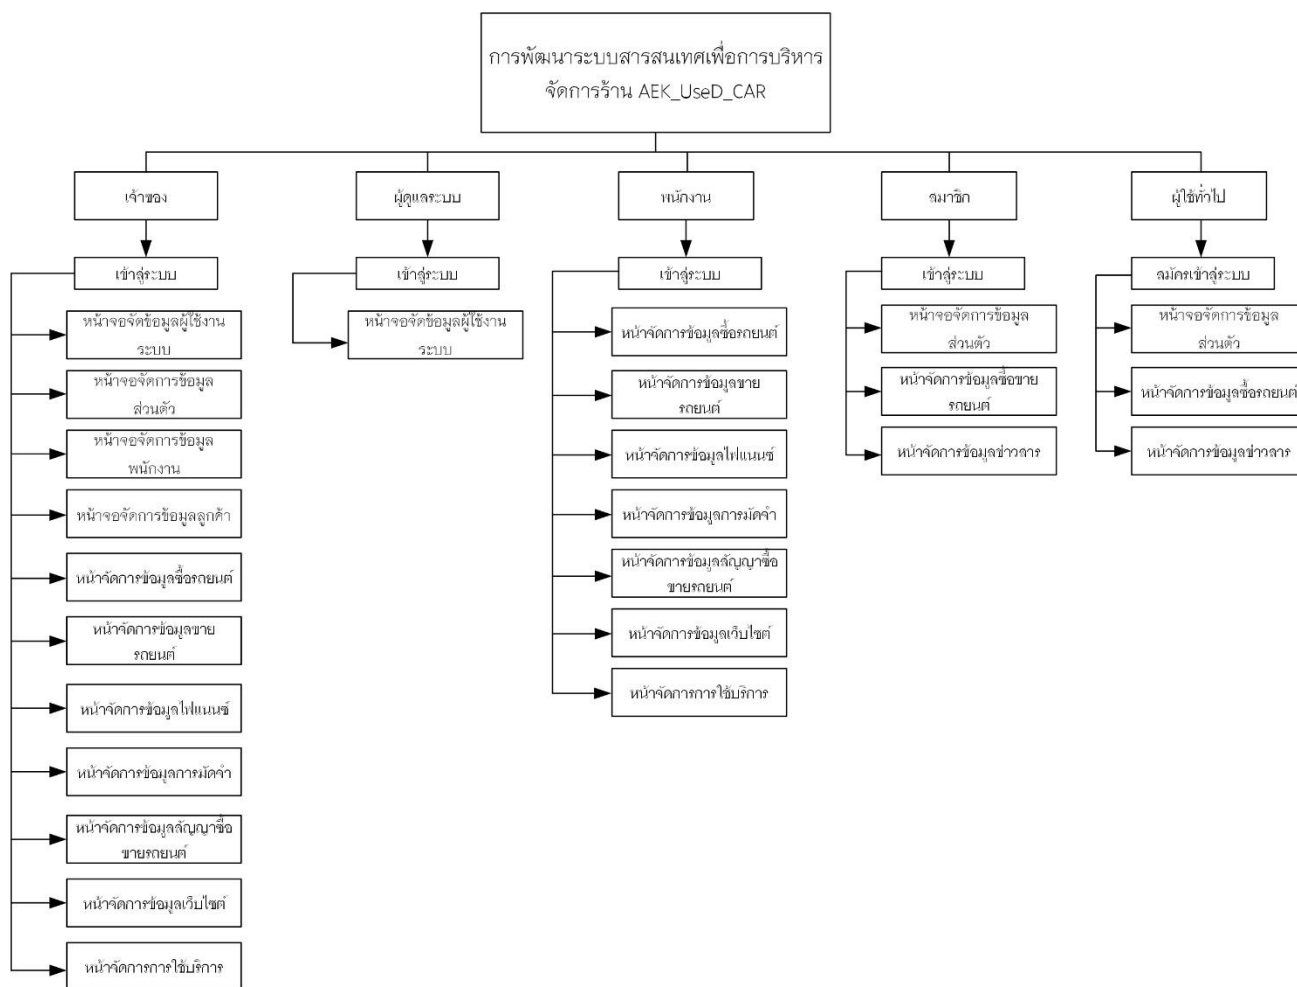 การพัฒนาระบบสารสนเทศเพื่อการบริหาร
จัดการร้าน AEK_UseD_CAR
เจ้าของ
เข้าสู่ระบบ
หน้าจอจัดข้อมูลผู้ใช้งาน
ระบบ
หน้าจอจัดการข้อมูล
ส่วนตัว
หน้าจอจัดการข้อมูล
พนักงาน
หน้าจอจัดการข้อมูลลูกค้า
หน้าจัดการข้อมูลซื้อรถยนต์
หน้าจัดการข้อมูลขาย
รถยนต์
หน้าจัดการข้อมูลไฟแนนซ์
หน้าจัดการข้อมูลการมัดจำ
หน้าจัดการข้อมูลสัญญาซื้อ
ขายรถยนต์
หน้าจัดการข้อมูลเว็บไซต์
หน้าจัดการการใช้บริการ
ผู้ดูแลระบบ
เข้าสู่ระบบ
หน้าจอจัดข้อมูลผู้ใช้งาน
ระบบ
พนักงาน
เข้าสู่ระบบ
หน้าจัดการข้อมูลซื้อรถยนต์
หน้าจัดการข้อมูลขาย
รถยนต์
หน้าจัดการข้อมูลไฟแนนซ์
หน้าจัดการข้อมูลการมัดจำ
หน้าจัดการข้อมูลสัญญาซื้อ
ขายรถยนต์
หน้าจัดการข้อมูลเว็บไซต์
หน้าจัดการการใช้บริการ
สมาชิก
เข้าสู่ระบบ
หน้าจอจัดการข้อมูล
ส่วนตัว
หน้าจัดการข้อมูลซื้อขาย
รถยนต์
หน้าจัดการข้อมูลข่าวสาร
ผู้ใช้ทั่วไป
สมัครเข้าสู่ระบบ
หน้าจอจัดการข้อมูล
ส่วนตัว
หน้าจัดการข้อมูลซื้อรถยนต์
หน้าจัดการข้อมูลข่าวสาร